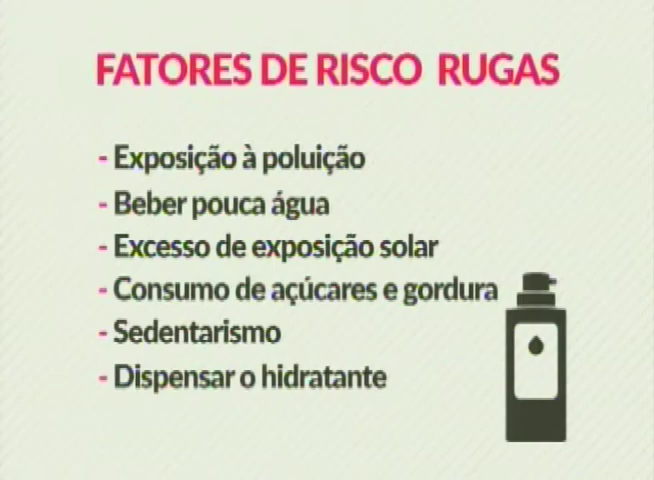 FATORES DE RISCO RUGAS
- Exposição à poluição
- Beber pouca água
- Excesso de exposição solar
- Consumo de açúcares e gordura
- Sedentarismo
- Dispensar o hidratante